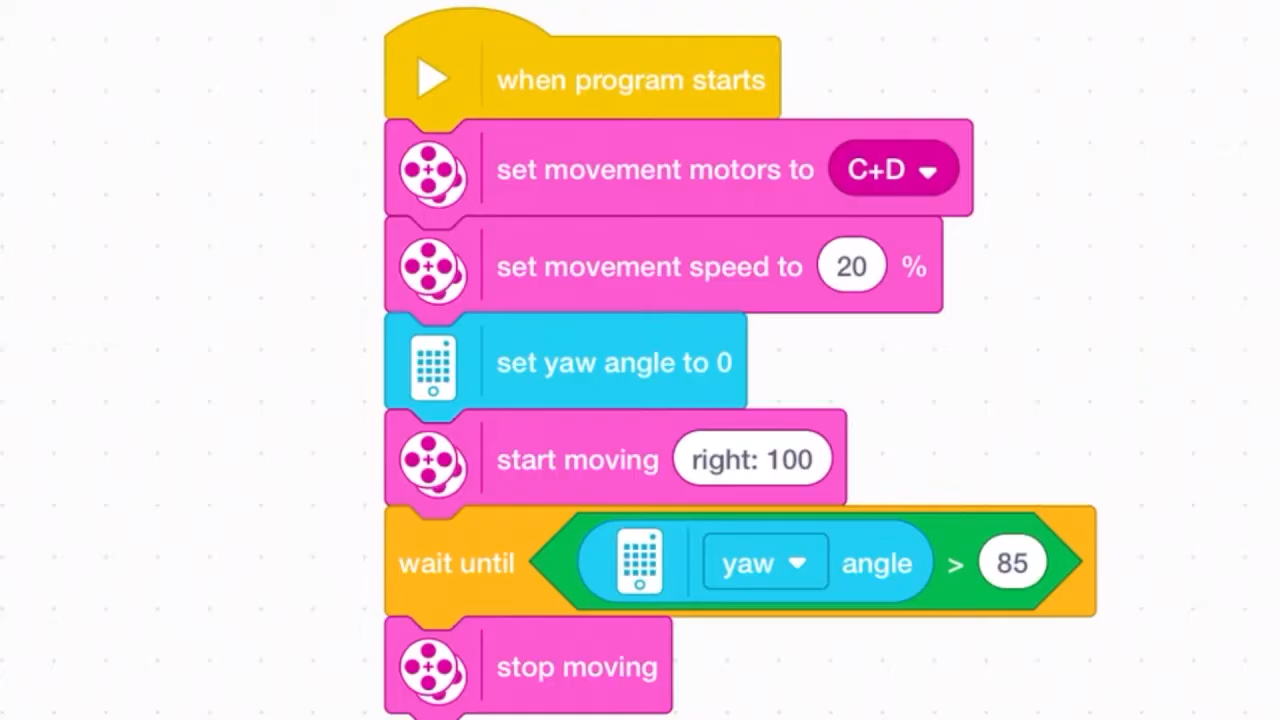 when program starts
set movement motors to C+D
set movement speed to 20 %
set yaw angle to 0
start moving right: 100
wait until yaw angle > 85
stop moving